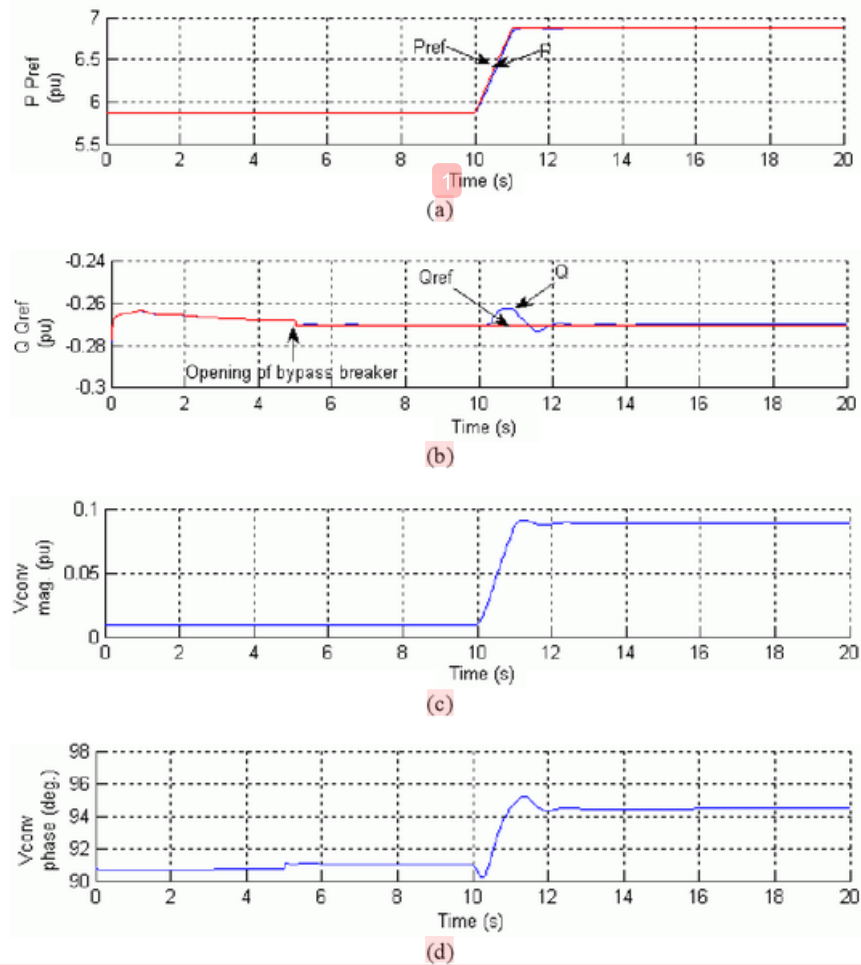 7
6.5
6
5.5
P Pref
(pu)
Pref
P
0 2 4 6 8 10 12 14 16 18 20
1
Time (s)
(a)
-0.24
-0.26
-0.28
-0.3
Q Qref
(pu)
Qref
Q
Opening of bypass breaker
0 2 4 6 8 10 12 14 16 18 20
Time (s)
(b)
0.1
0.05
0
Vconv
mag. (pu)
0 2 4 6 8 10 12 14 16 18 20
Time (s)
(c)
98
96
94
92
90
Vconv
phase (deg.)
0 2 4 6 8 10 12 14 16 18 20
Time (s)
(d)